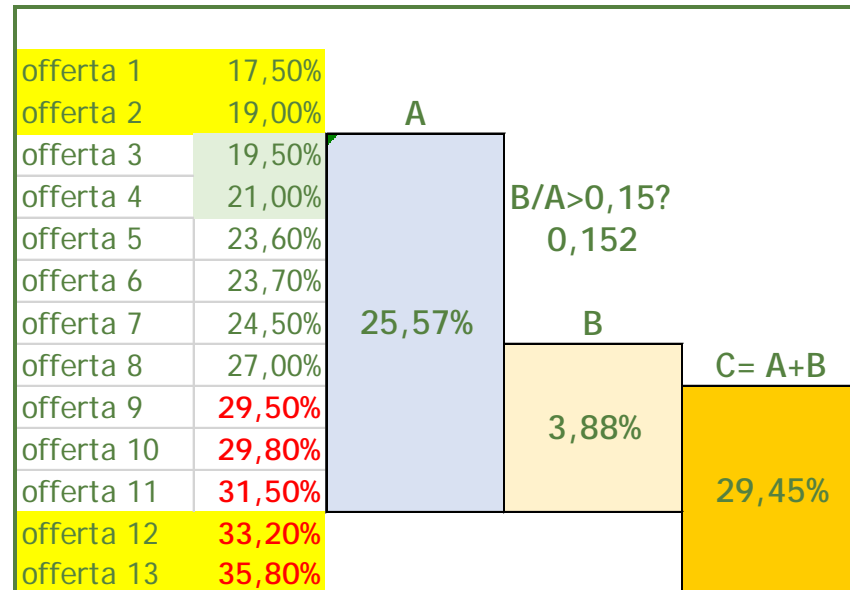 offerta 1 17,50%
offerta 2 19,00% A
offerta 3 19,50%
offerta 4 21,00% B/A>0,15?
offerta 5 23,60% 0,152
offerta 6 23,70%
offerta 7 24,50% 25,57% B
offerta 8 27,00% C= A+B
offerta 9 29,50%
3,88%
offerta 10 29,80%
offerta 11 31,50% 29,45%
offerta 12 33,20%
offerta 13 35,80%